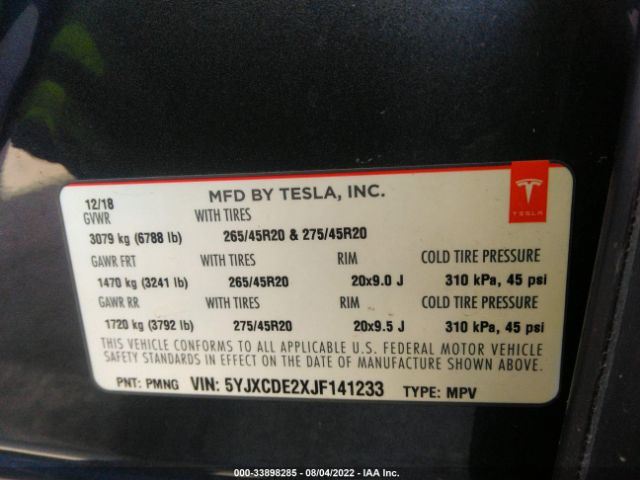 12/18 MFD BY TESLA, INC.
TESLA
GVWR WITH TIRES
3079 kg (6788 lb) 265/45R20 & 275/45R20
GAWR FRT WITH TIRES RIM COLD TIRE PRESSURE
1470 kg (3241 lb) 265/45R20 20x9.0 J 310 kPa, 45 psi
GAWR RR WITH TIRES RIM COLD TIRE PRESSURE
1720 kg (3792 lb) 275/45R20 20x9.5 J 310 kPa, 45 psi
THIS VEHICLE CONFORMS TO ALL APPLICABLE U.S. FEDERAL MOTOR VEHICLE
SAFETY STANDARDS IN EFFECT ON THE DATE OF MANUFACTURE SHOWN ABOVE.
PNT: PMNG VIN: 5YJXCDE2XJF141233 TYPE: MPV
000-33898285 - 08/04/2022 - IAA Inc.